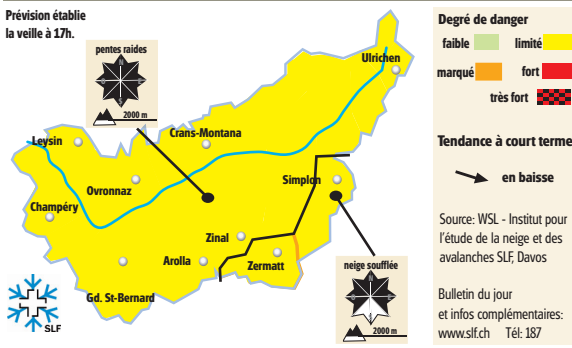 Prévision établie
la veille à 17h.
pentes raides
N
S
2000 m
Ulrichen
Leysin
Crans-Montana
Ovronnaz
Simplon
Champéry
Zinal
Arolla
Zermatt
Gd. St-Bernard
SLF
neige soufflée
N
S
2000 m
Degré de danger
faible
limité
marqué
fort
très fort
Tendance à court terme
en baisse
Source: WSL - Institut pour
l'étude de la neige et des
avalanches SLF, Davos
Bulletin du jour
et infos complémentaires:
www.slf.ch Tél: 187